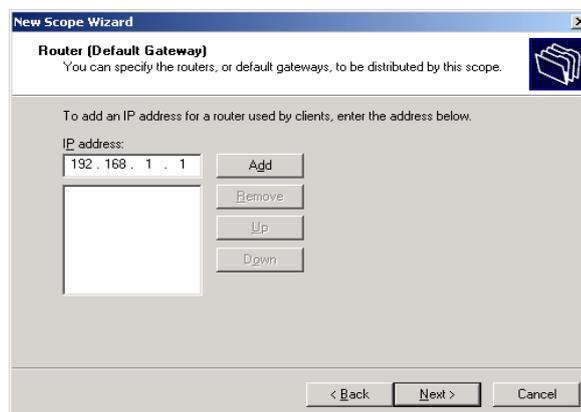 New Scope Wizard
Router (Default Gateway)
You can specify the routers, or default gateways, to be distributed by this scope.
To add an IP address for a router used by clients, enter the address below.
IP address:
192 . 168 . 1 . 1
Add
Remove
Up
Down
< Back
Next >
Cancel